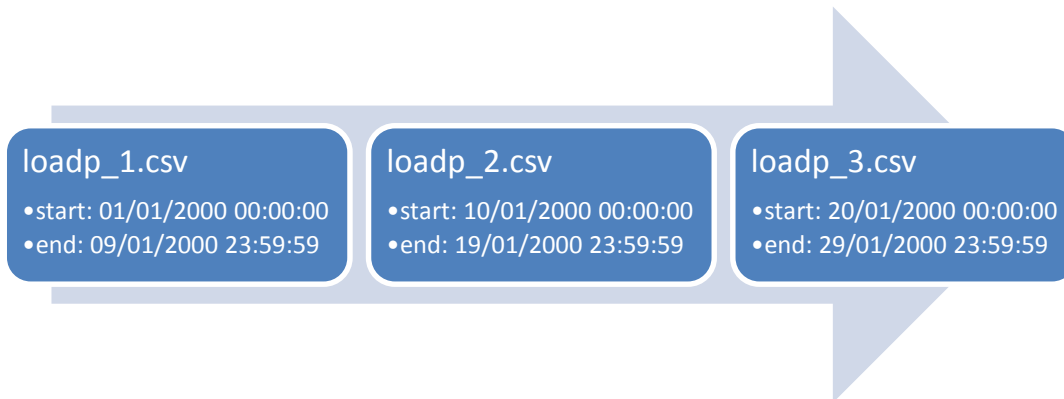 loadp_1.csv
•start: 01/01/2000 00:00:00
•end: 09/01/2000 23:59:59
loadp_2.csv
•start: 10/01/2000 00:00:00
•end: 19/01/2000 23:59:59
loadp_3.csv
•start: 20/01/2000 00:00:00
•end: 29/01/2000 23:59:59